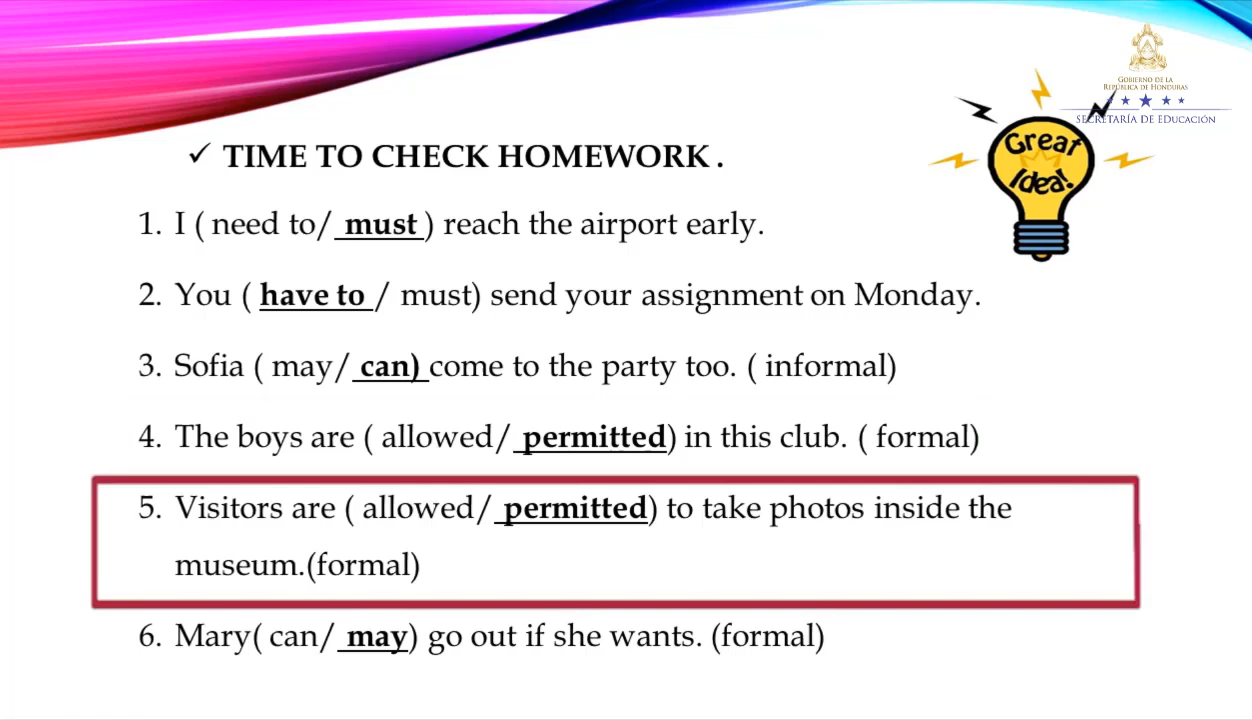 GOBIERNO DE LA
REPÚBLICA DE HONDURAS
SECRETARÍA DE EDUCACIÓN
Great
Idea!
✓ TIME TO CHECK HOMEWORK .
1. I ( need to/ must ) reach the airport early.
2. You ( have to / must) send your assignment on Monday.
3. Sofia ( may/ can) come to the party too. ( informal)
4. The boys are ( allowed/ permitted) in this club. ( formal)
5. Visitors are ( allowed/ permitted) to take photos inside the
museum.(formal)
6. Mary( can/ may) go out if she wants. (formal)